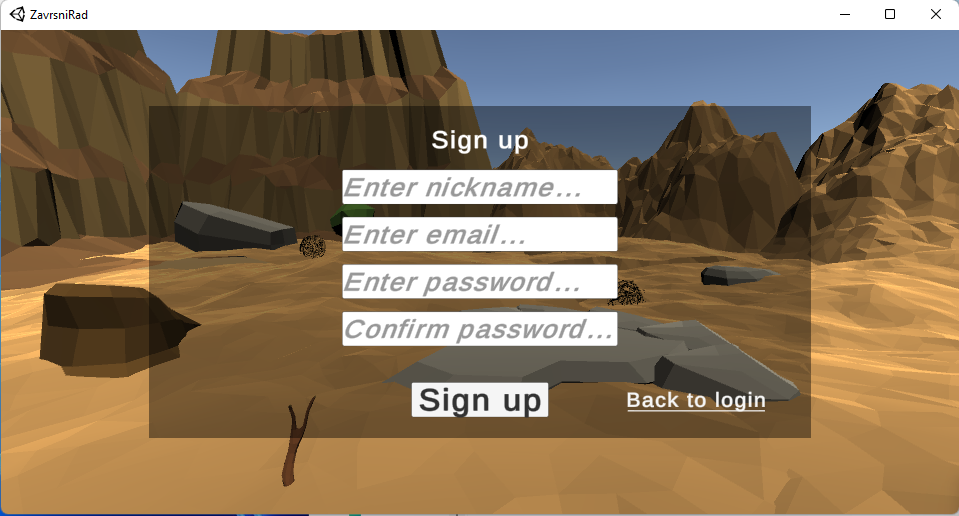 ZavrsniRad
Sign up
Enter nickname...
Enter email...
Enter password...
Confirm password...
Sign up
Back to login